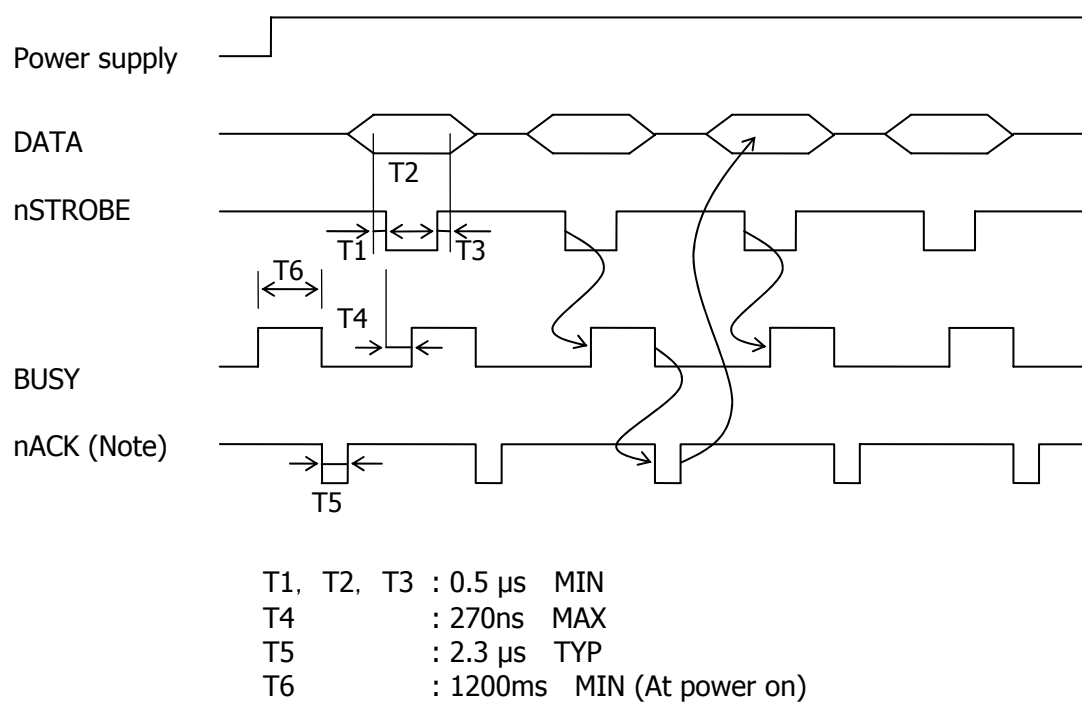 Power supply
DATA
T2
nSTROBE
T1
T3
T6
T4
BUSY
nACK (Note)
T5
T1, T2, T3 : 0.5 µs MIN
T4 : 270ns MAX
T5 : 2.3 µs TYP
T6 : 1200ms MIN (At power on)